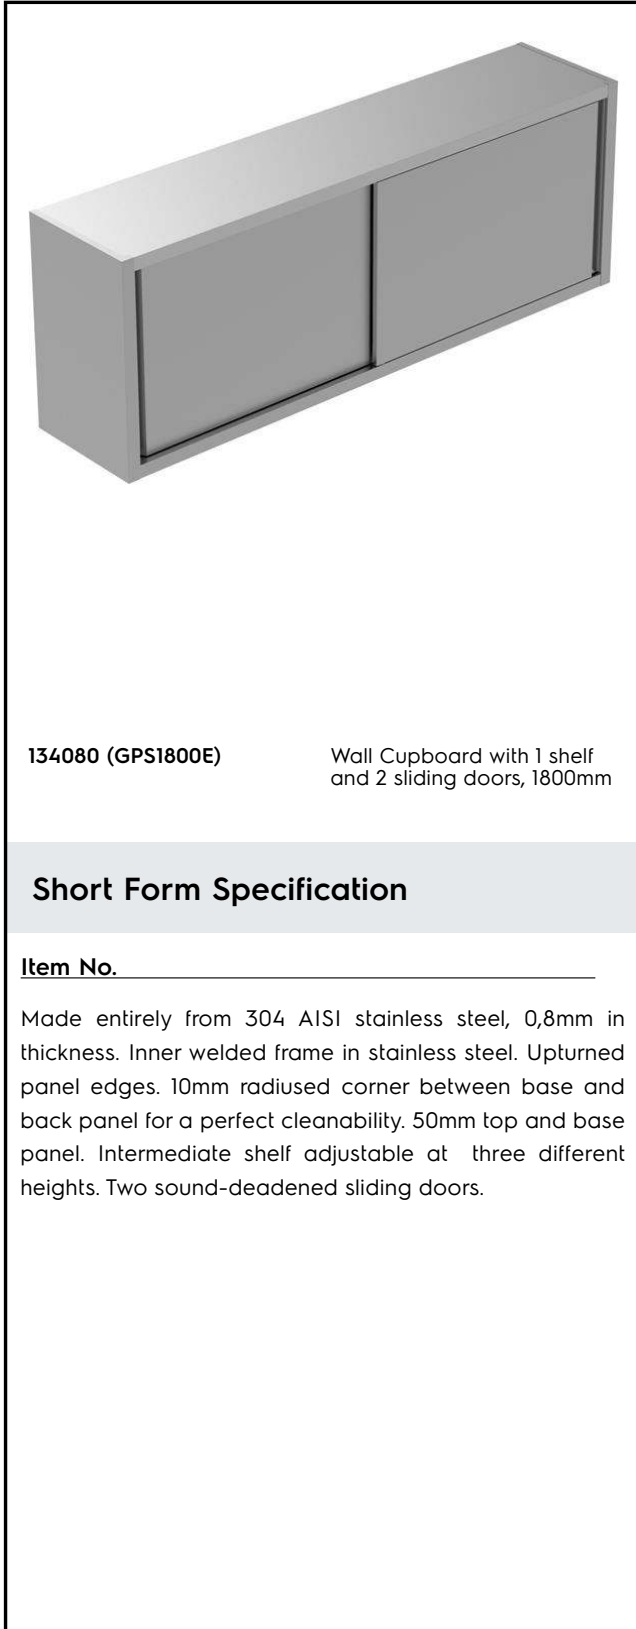 134080 (GPS1800E)
Wall Cupboard with 1 shelf
and 2 sliding doors, 1800mm
Short Form Specification
Item No.
Made entirely from 304 AISI stainless steel, 0,8mm in
thickness. Inner welded frame in stainless steel. Upturned
panel edges. 10mm radiused corner between base and
back panel for a perfect cleanability. 50mm top and base
panel. Intermediate shelf adjustable at three different
heights. Two sound-deadened sliding doors.